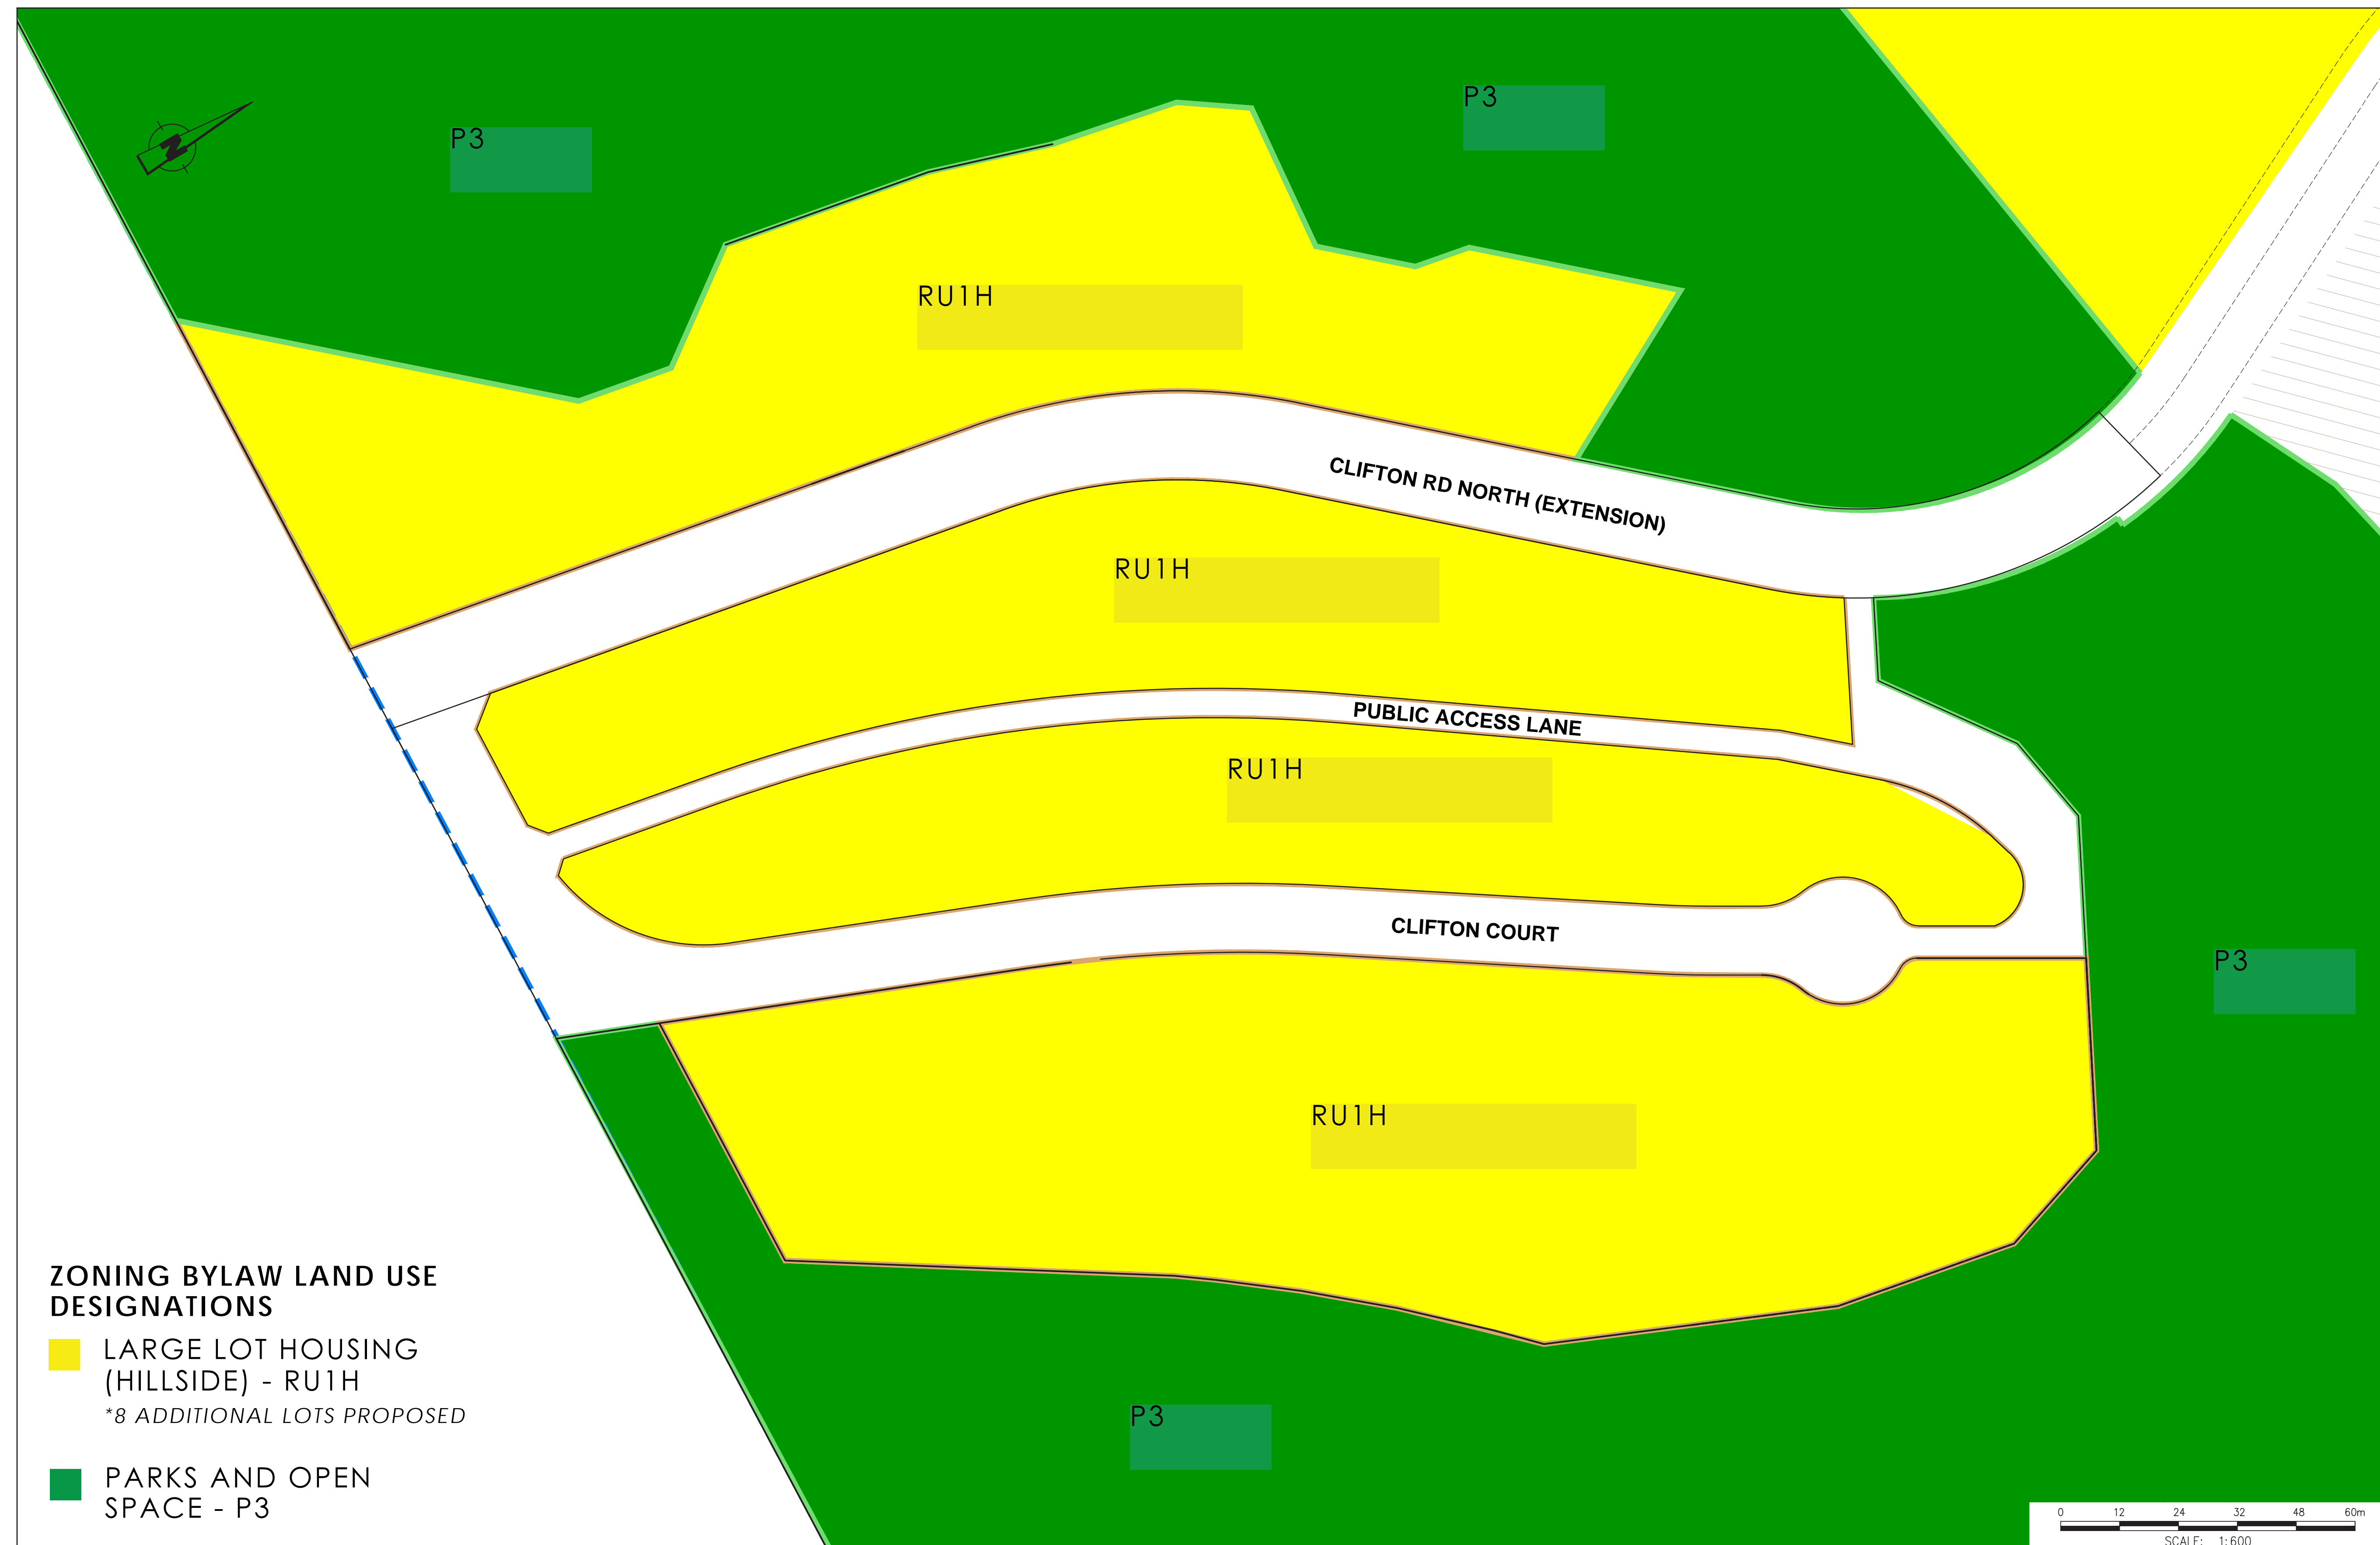 P3
P3
N
RU1H
CLIFTON RD NORTH (EXTENSION)
RU1H
PUBLIC ACCESS LANE
RU1H
CLIFTON COURT
P3
RU1H
P3
ZONING BYLAW LAND USE
DESIGNATIONS
LARGE LOT HOUSING
(HILLSIDE) - RU1H
*8 ADDITIONAL LOTS PROPOSED
PARKS AND OPEN
SPACE - P3
0 12 24 32 48 60m
SCALE: 1:600